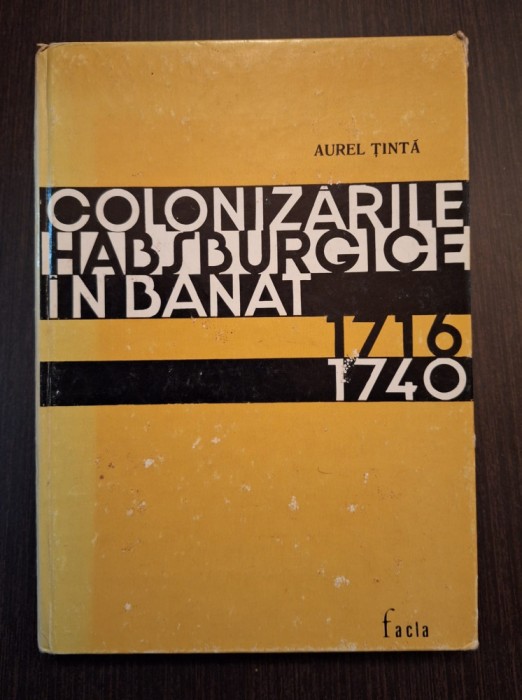 AUREL ȚINTĂ
COLONIZĂRILE
HABSBURGICE
ÎN BANAT
1716
1740
facla